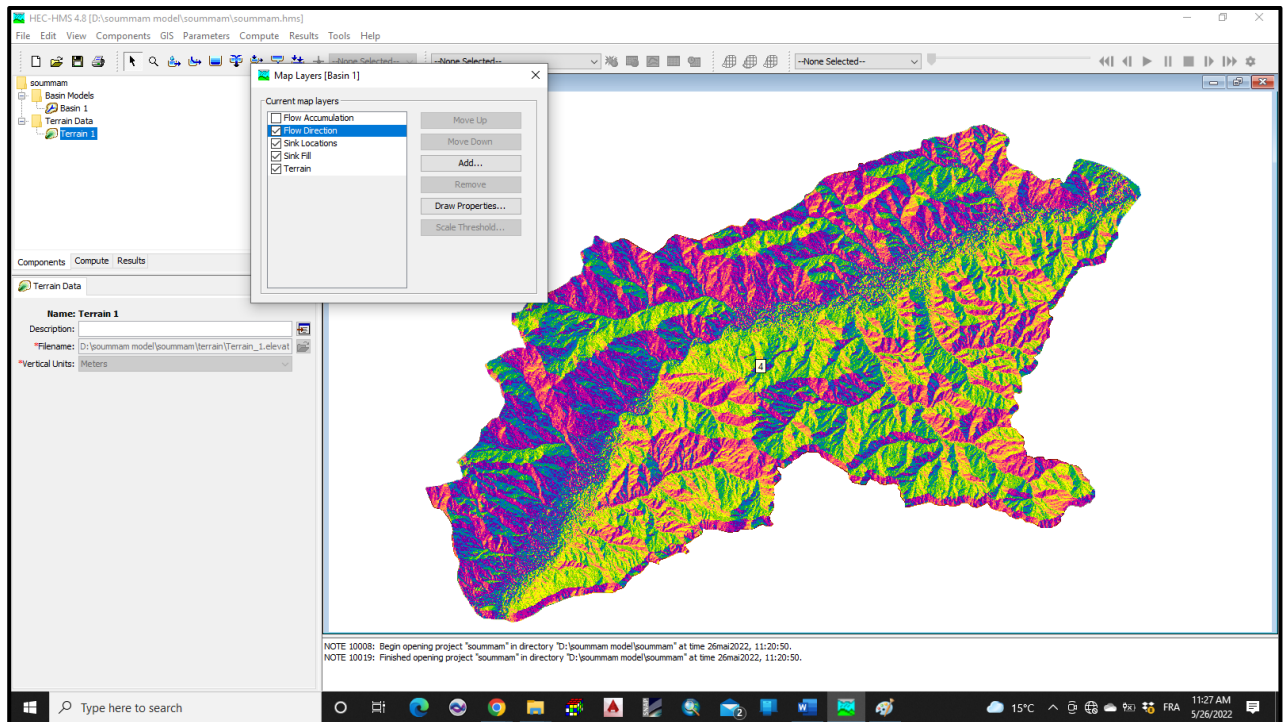 HEC-HMS 4.8 [D:\soummam model\soummam\soummam.hms]
File Edit View Components GIS Parameters Compute Results Tools Help
--None Selected-- --None Selected-- --None Selected--
soummam
Basin Models
Basin 1
Terrain Data
Terrain 1
Map Layers [Basin 1]
Current map layers
Flow Accumulation
Flow Direction
Sink Locations
Sink Fill
Terrain
Move Up
Move Down
Add...
Remove
Draw Properties...
Scale Threshold...
Components Compute Results
Terrain Data
Name: Terrain 1
Description:
*Filename: D:\soummam model\soummam\terrain\Terrain_1.elevat
*Vertical Units: Meters
4
NOTE 10008: Begin opening project "soummam" in directory "D:\soummam model\soummam" at time 26mai2022, 11:20:50.
NOTE 10019: Finished opening project "soummam" in directory "D:\soummam model\soummam" at time 26mai2022, 11:20:50.
Type here to search
2
15°C
FRA
11:27 AM
5/26/2022